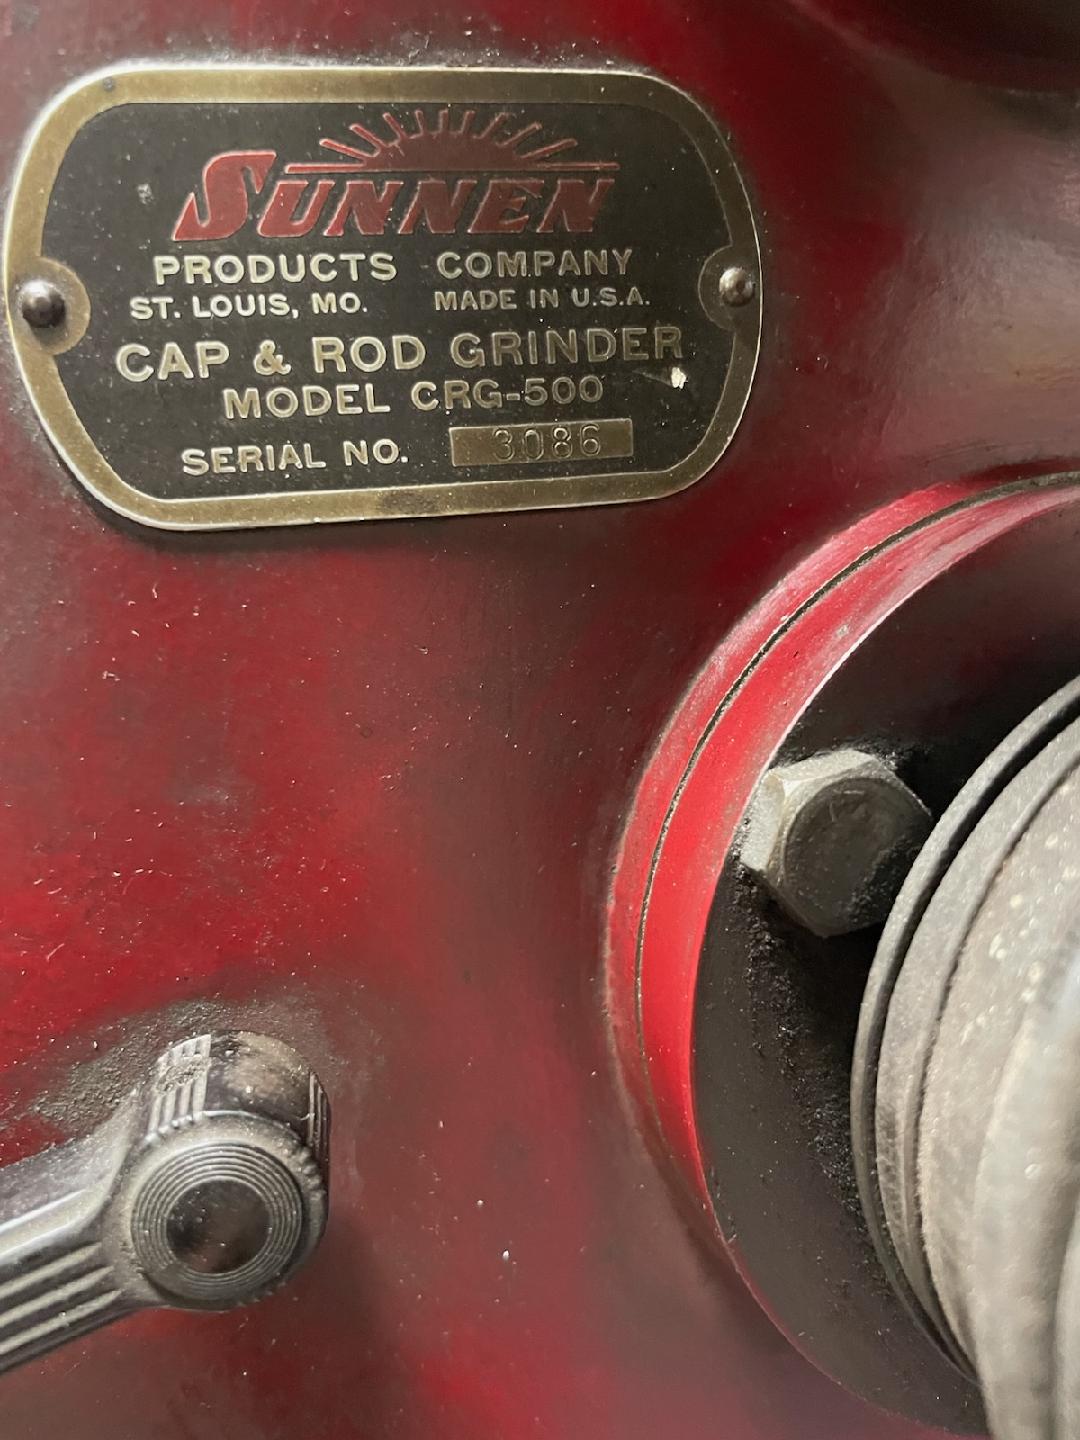 SUNNEN
PRODUCTS COMPANY
ST. LOUIS, MO. MADE IN U.S.A.
CAP & ROD GRINDER
MODEL CRG-500
SERIAL NO. 3086